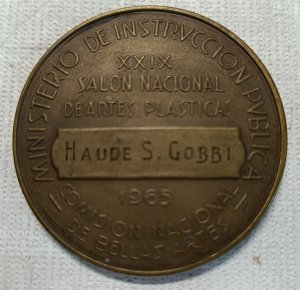 MINISTERIO DE INSTRVCCION PVBLICA
XXIX
SALON NACIONAL
DE ARTES PLASTICAS
HAUDE S. GOBBI
1965
COMISION NACIONAL
DE BELLAS ARTES